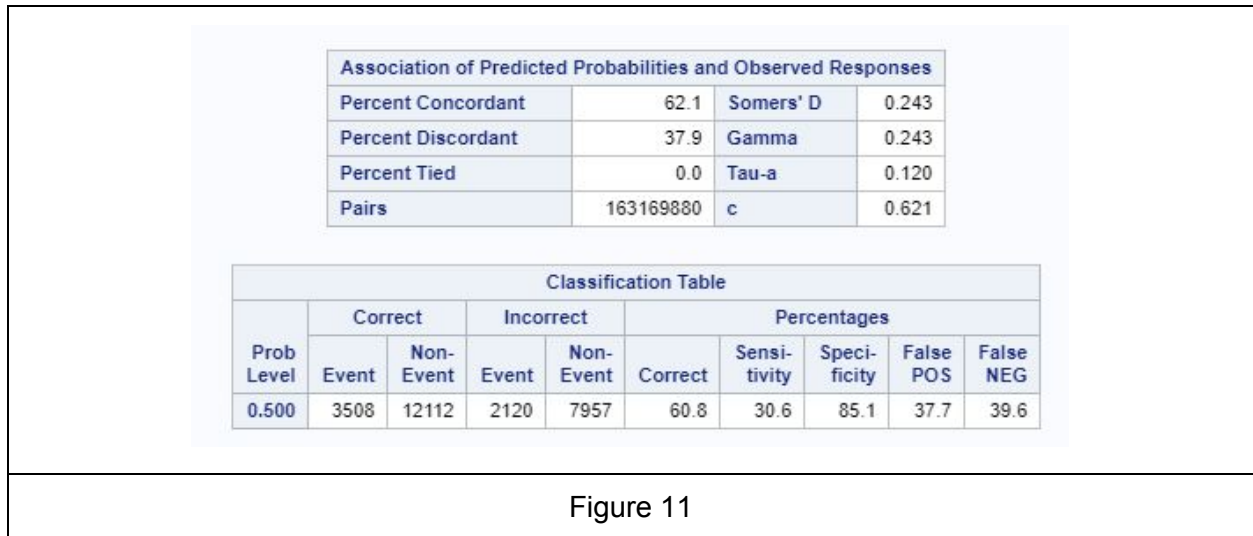 Association of Predicted Probabilities and Observed Responses
Percent Concordant 62.1 Somers' D 0.243
Percent Discordant 37.9 Gamma 0.243
Percent Tied 0.0 Tau-a 0.120
Pairs 163169880 c 0.621
Classification Table
Correct Incorrect Percentages
Prob Level Event Non-Event Event Non-Event Correct Sensi-tivity Speci-ficity False POS False NEG
0.500 3508 12112 2120 7957 60.8 30.6 85.1 37.7 39.6
Figure 11